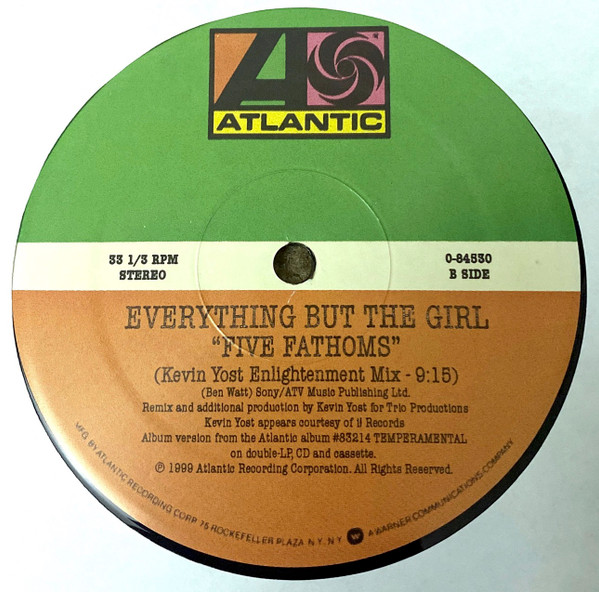 ATLANTIC
33 1/3 RPM
STEREO
0-84530
B SIDE
EVERYTHING BUT THE GIRL
"FIVE FATHOMS"
(Kevin Yost Enlightenment Mix - 9:15)
(Ben Watt) Sony/ATV Music Publishing Ltd.
Remix and additional production by Kevin Yost for Trio Productions
Kevin Yost appears courtesy of i! Records
Album version from the Atlantic album #83214 TEMPERAMENTAL
on double-LP, CD and cassette.
℗ 1999 Atlantic Recording Corporation. All Rights Reserved.
MFG. BY ATLANTIC RECORDING CORP. 75 ROCKEFELLER PLAZA N.Y. N.Y. W A WARNER COMMUNICATIONS COMPANY